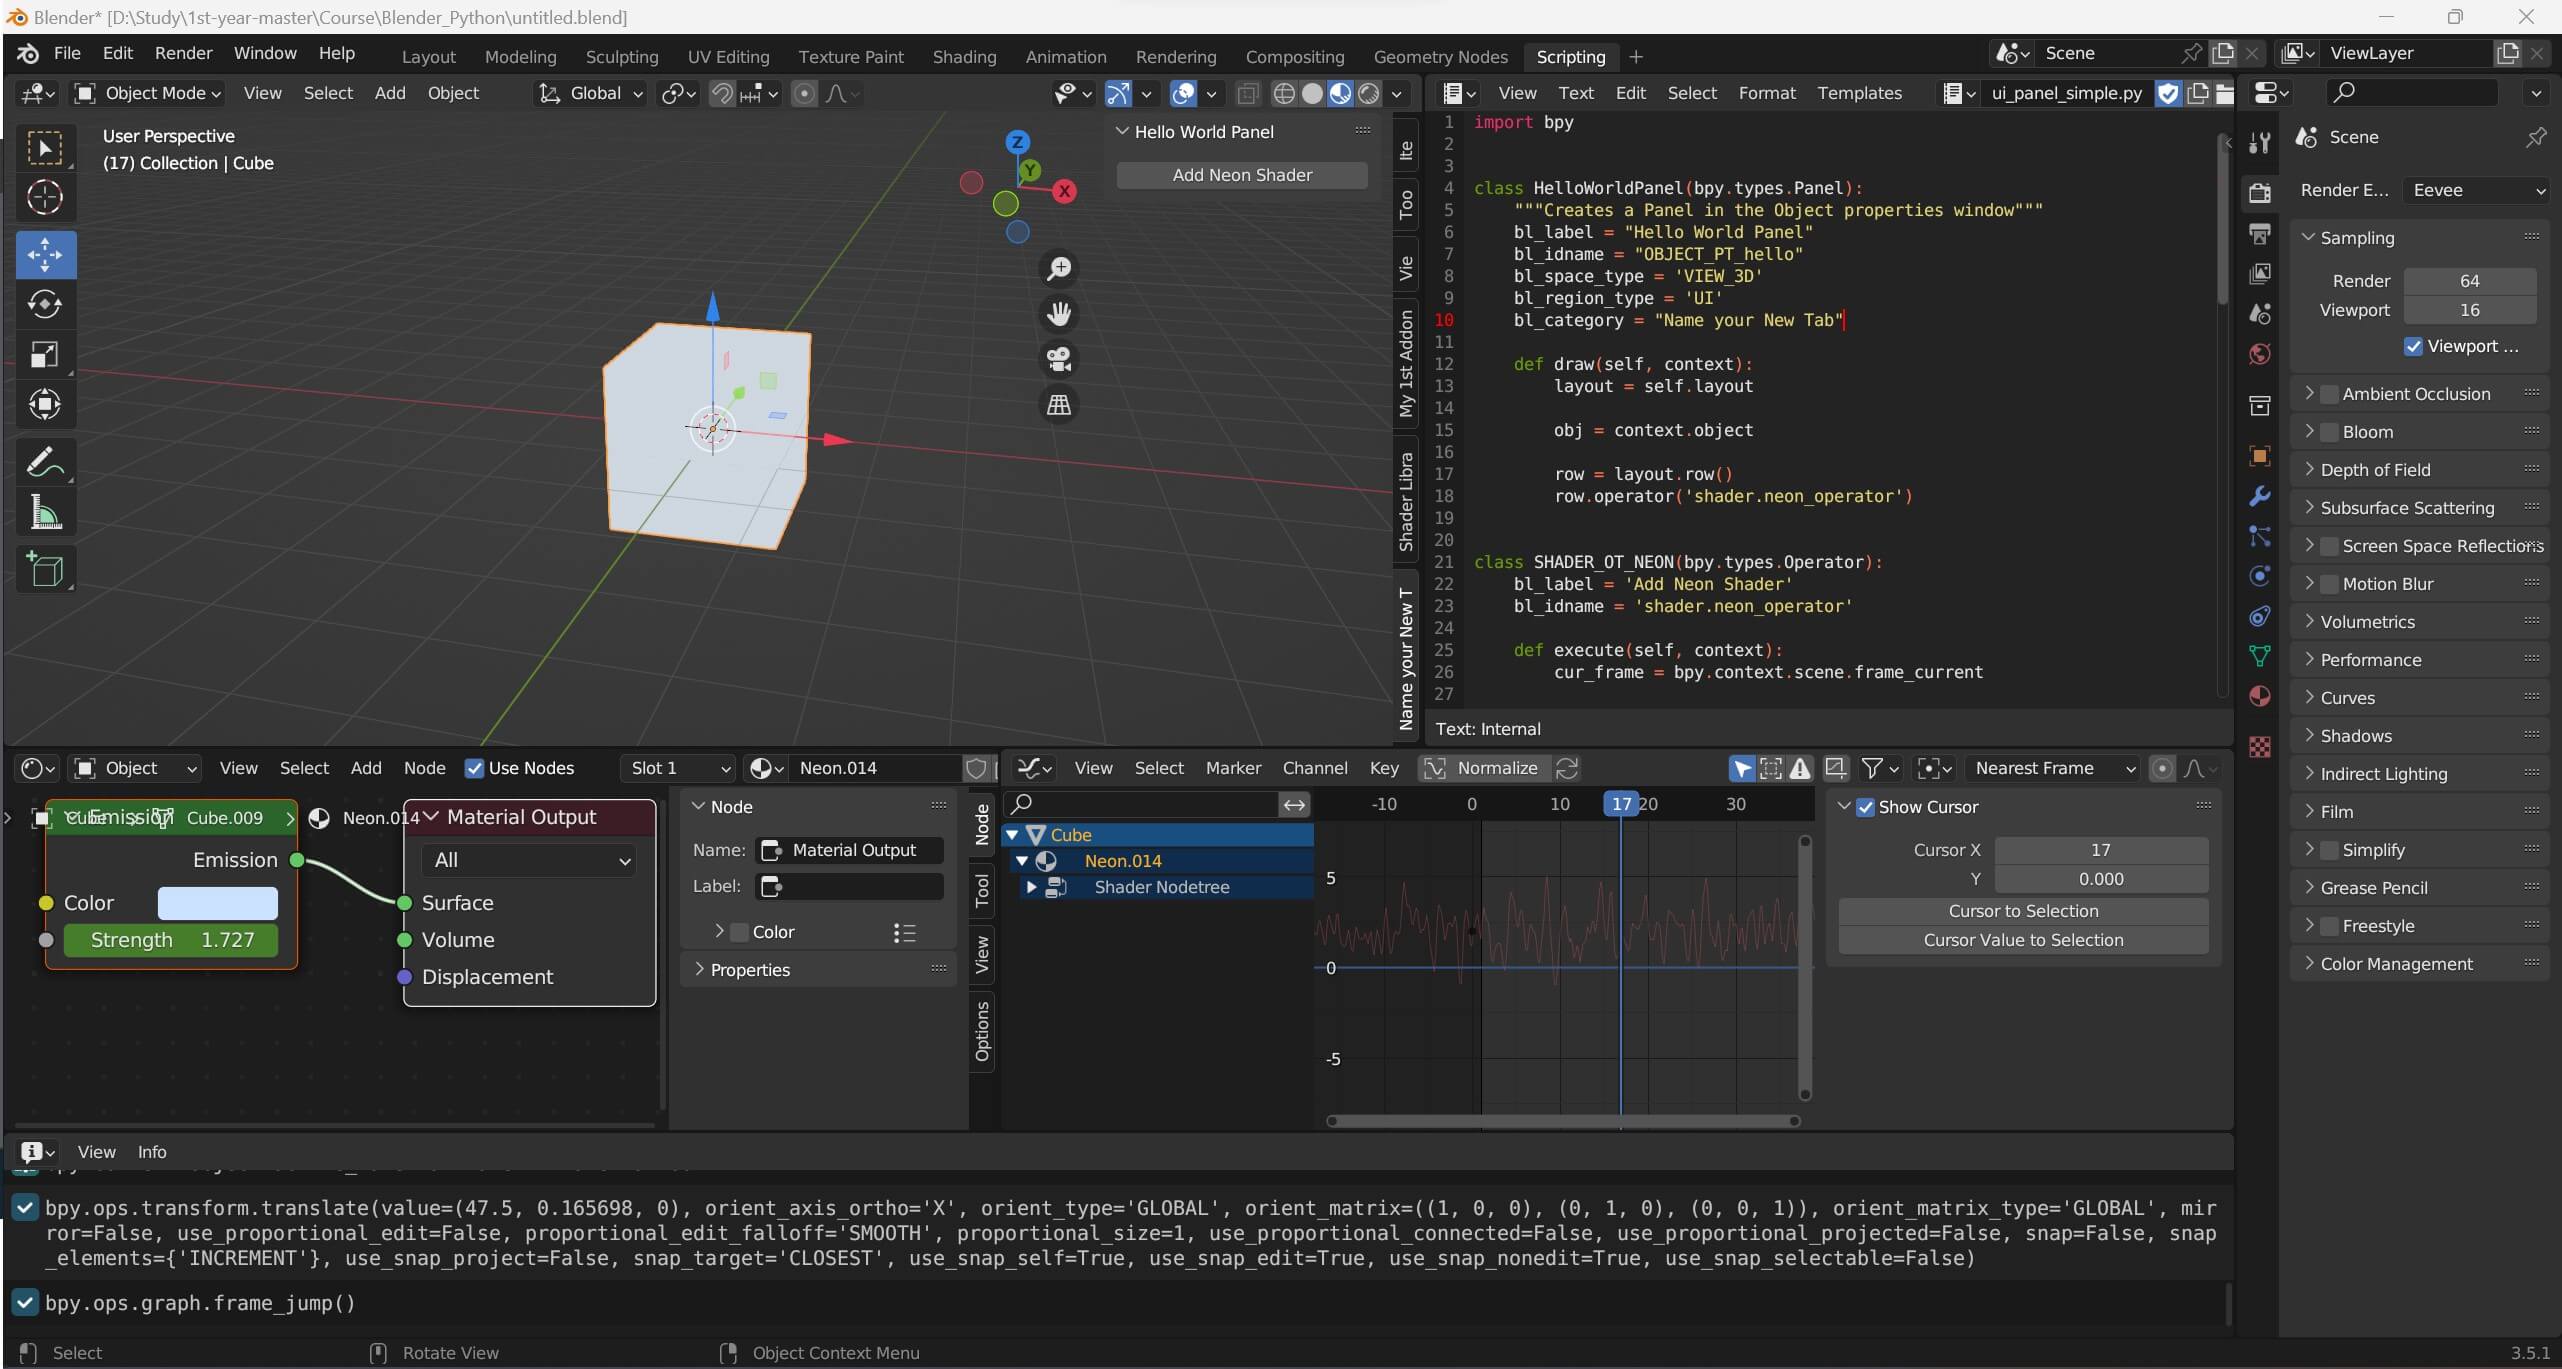 Blender* [D:\Study\1st-year-master\Course\Blender_Python\untitled.blend]
File Edit Render Window Help Layout Modeling Sculpting UV Editing Texture Paint Shading Animation Rendering Compositing Geometry Nodes Scripting + Scene ViewLayer
Object Mode View Select Add Object Global
View Text Edit Select Format Templates ui_panel_simple.py
User Perspective
(17) Collection | Cube
Z
Y
X
Hello World Panel
Add Neon Shader
Ite
Too
Vie
My 1st Addon
Shader Libra
Name your New T
1 import bpy
2
3
4 class HelloWorldPanel(bpy.types.Panel):
5 """Creates a Panel in the Object properties window"""
6 bl_label = "Hello World Panel"
7 bl_idname = "OBJECT_PT_hello"
8 bl_space_type = 'VIEW_3D'
9 bl_region_type = 'UI'
10 bl_category = "Name your New Tab"
11
12 def draw(self, context):
13 layout = self.layout
14
15 obj = context.object
16
17 row = layout.row()
18 row.operator('shader.neon_operator')
19
20
21 class SHADER_OT_NEON(bpy.types.Operator):
22 bl_label = 'Add Neon Shader'
23 bl_idname = 'shader.neon_operator'
24
25 def execute(self, context):
26 cur_frame = bpy.context.scene.frame_current
27
Text: Internal
Scene
Render E... Eevee
Sampling
Render 64
Viewport 16
Viewport ...
Ambient Occlusion
Bloom
Depth of Field
Subsurface Scattering
Screen Space Reflections
Motion Blur
Volumetrics
Performance
Curves
Shadows
Indirect Lighting
Film
Simplify
Grease Pencil
Freestyle
Color Management
Object View Select Add Node Use Nodes Slot 1 Neon.014
Cube Cube.009 Neon.014
Emission
Emission
Color
Strength 1.727
Material Output
All
Surface
Volume
Displacement
Node
Name: Material Output
Label:
Color
Properties
Node
Tool
View
Options
View Select Marker Channel Key Normalize Nearest Frame
-10 0 10 17 20 30
Cube
Neon.014
Shader Nodetree
5
0
-5
Show Cursor
Cursor X 17
Y 0.000
Cursor to Selection
Cursor Value to Selection
View Info
bpy.ops.transform.translate(value=(47.5, 0.165698, 0), orient_axis_ortho='X', orient_type='GLOBAL', orient_matrix=((1, 0, 0), (0, 1, 0), (0, 0, 1)), orient_matrix_type='GLOBAL', mir
ror=False, use_proportional_edit=False, proportional_edit_falloff='SMOOTH', proportional_size=1, use_proportional_connected=False, use_proportional_projected=False, snap=False, snap
_elements={'INCREMENT'}, use_snap_project=False, snap_target='CLOSEST', use_snap_self=True, use_snap_edit=True, use_snap_nonedit=True, use_snap_selectable=False)
bpy.ops.graph.frame_jump()
Select Rotate View Object Context Menu 3.5.1